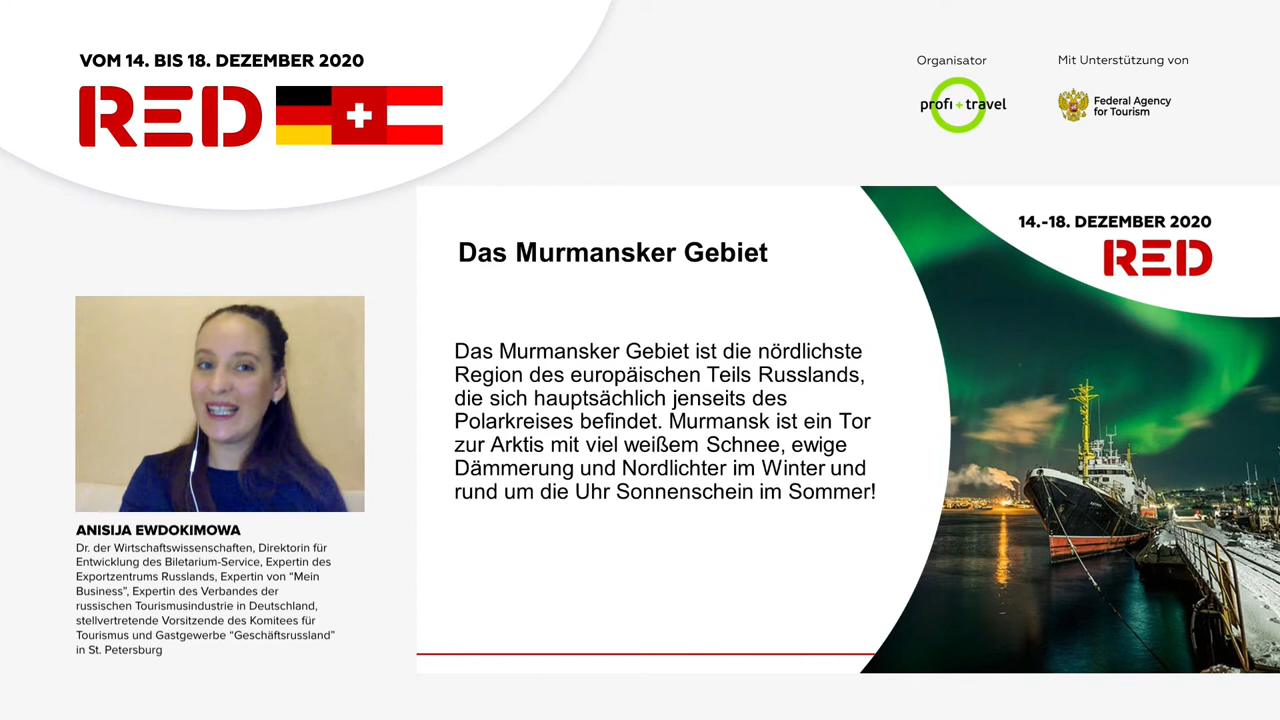 VOM 14. BIS 18. DEZEMBER 2020
RED
Organisator
profi+travel
Mit Unterstützung von
Federal Agency
for Tourism
14.-18. DEZEMBER 2020
RED
Das Murmansker Gebiet
Das Murmansker Gebiet ist die nördlichste
Region des europäischen Teils Russlands,
die sich hauptsächlich jenseits des
Polarkreises befindet. Murmansk ist ein Tor
zur Arktis mit viel weißem Schnee, ewige
Dämmerung und Nordlichter im Winter und
rund um die Uhr Sonnenschein im Sommer!
ANISIJA EWDOKIMOWA
Dr. der Wirtschaftswissenschaften, Direktorin für
Entwicklung des Biletarium-Service, Expertin des
Exportzentrums Russlands, Expertin von “Mein
Business”, Expertin des Verbandes der
russischen Tourismusindustrie in Deutschland,
stellvertretende Vorsitzende des Komitees für
Tourismus und Gastgewerbe “Geschäftsrussland”
in St. Petersburg